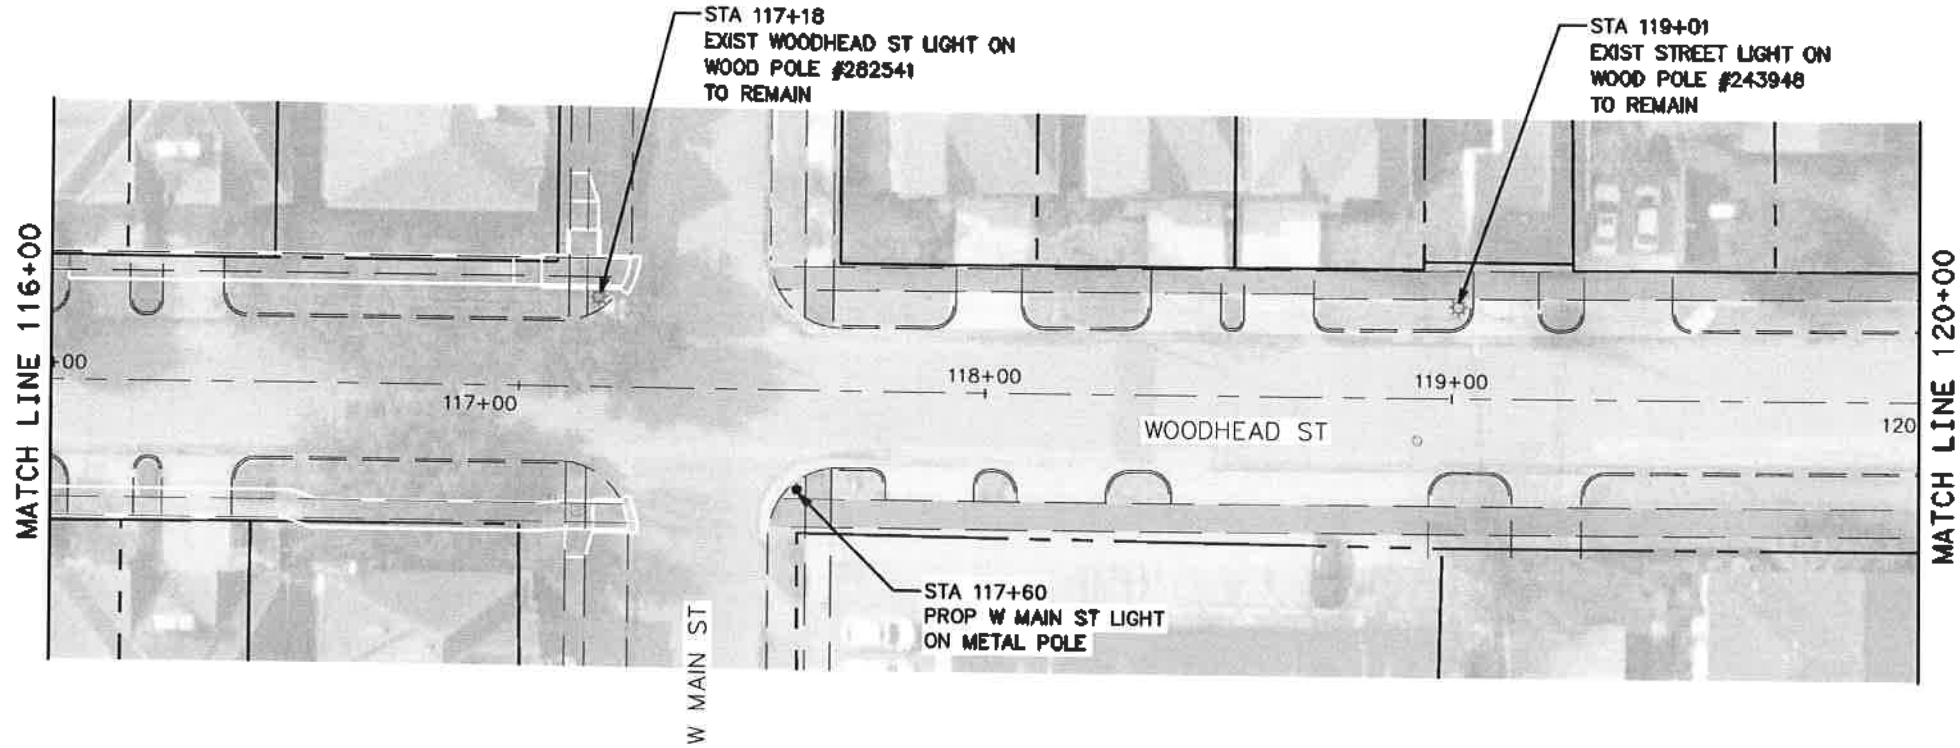 STA 117+18
EXIST WOODHEAD ST LIGHT ON
WOOD POLE #282541
TO REMAIN
STA 119+01
EXIST STREET LIGHT ON
WOOD POLE #243948
TO REMAIN
MATCH LINE 116+00
+00
117+00
118+00
119+00
120
WOODHEAD ST
MATCH LINE 120+00
STA 117+60
PROP W MAIN ST LIGHT
ON METAL POLE
W MAIN ST